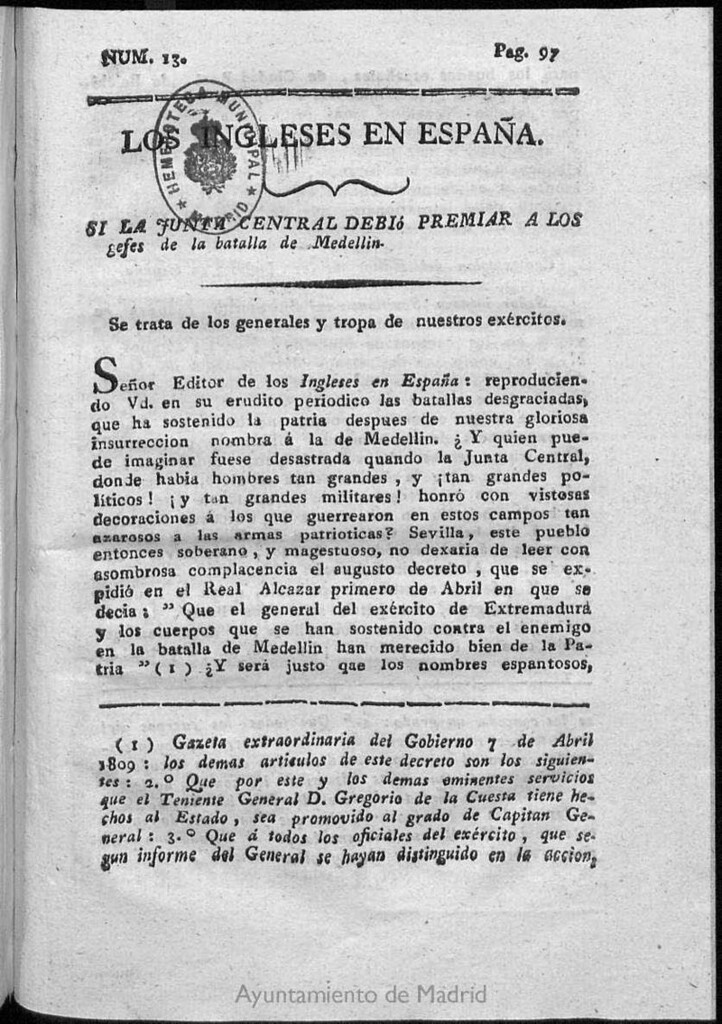 NUM. 13.
Pag. 97
LOS INGLESES EN ESPAÑA.
HEMEROTECA MUNICIPAL
★ MADRID ★
SI LA JUNTA CENTRAL DEBIó PREMIAR A LOS
gefes de la batalla de Medellin.
Se trata de los generales y tropa de nuestros exércitos.
Señor Editor de los Ingleses en España : reproducien-
do Vd. en su erudito periodico las batallas desgraciadas,
que ha sostenido la patria despues de nuestra gloriosa
insurreccion nombra á la de Medellin. ¿ Y quien pue-
de imaginar fuese desastrada quando la Junta Central,
donde habia hombres tan grandes , y ¡tan grandes po-
líticos ! ¡ y tan grandes militares ! honró con vistosas
decoraciones á los que guerrearon en estos campos tan
azarosos a las armas patrioticas? Sevilla, este pueblo
entonces soberano , y magestuoso, no dexaria de leer con
asombrosa complacencia el augusto decreto , que se ex-
pidió en el Real Alcazar primero de Abril en que se
decia : ” Que el general del exército de Extremadura
y los cuerpos que se han sostenido contra el enemigo
en la batalla de Medellin han merecido bien de la Pa-
tria ” ( 1 ) ¿Y será justo que los nombres espantosos,
( 1 ) Gazeta extraordinaria del Gobierno 7 de Abril
1809 : los demas articulos de este decreto son los siguien-
tes : 2.º Que por este y los demas eminentes servicios
que el Teniente General D. Gregorio de la Cuesta tiene he-
chos al Estado , sea promovido al grado de Capitan Ge-
neral : 3.º Que á todos los oficiales del exército , que se-
gun informe del General se hayan distinguido en la accion,
Ayuntamiento de Madrid